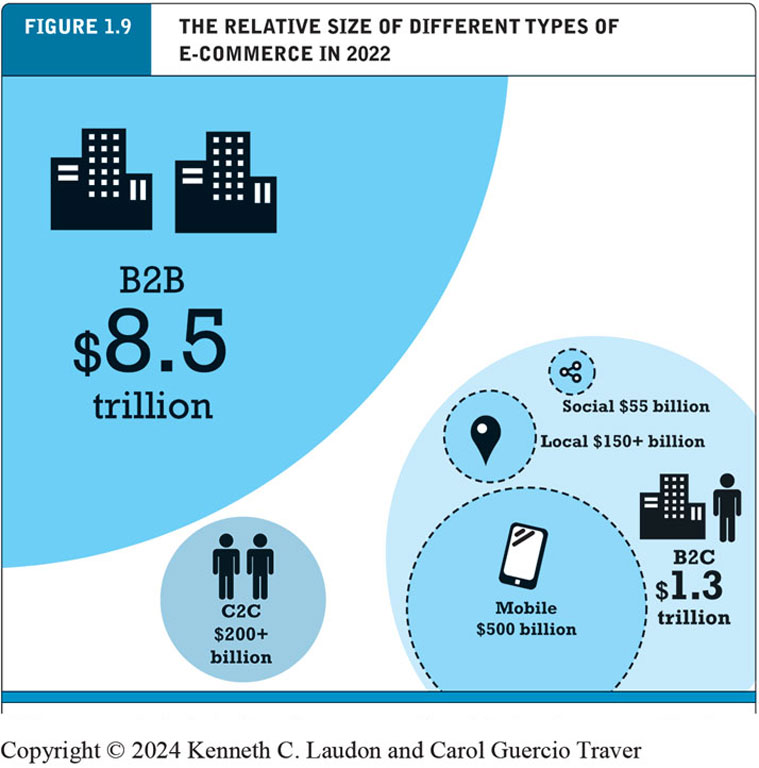 FIGURE 1.9
THE RELATIVE SIZE OF DIFFERENT TYPES OF
E-COMMERCE IN 2022
B2B
$8.5
trillion
Social $55 billion
Local $150+ billion
B2C
$1.3
trillion
Mobile
$500 billion
C2C
$200+
billion
Copyright © 2024 Kenneth C. Laudon and Carol Guercio Traver